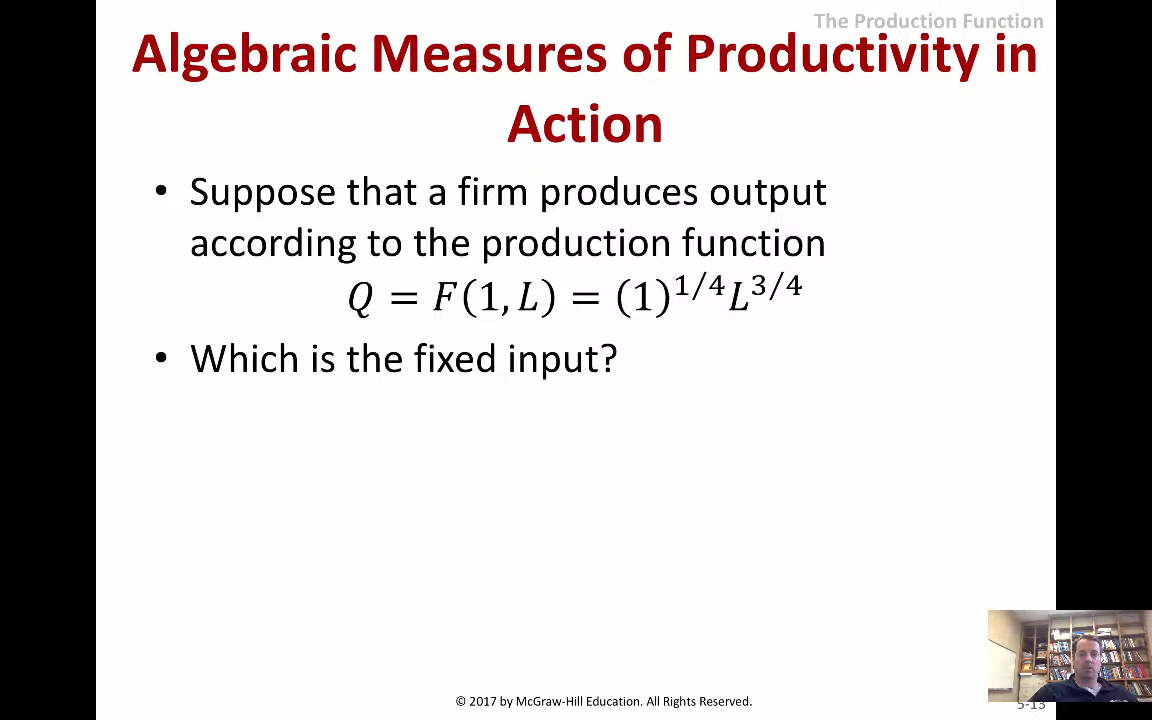 The Production Function
Algebraic Measures of Productivity in
Action
• Suppose that a firm produces output
according to the production function
Q = F(1, L) = (1)^{1/4}L^{3/4}
• Which is the fixed input?
© 2017 by McGraw-Hill Education. All Rights Reserved.
5-13